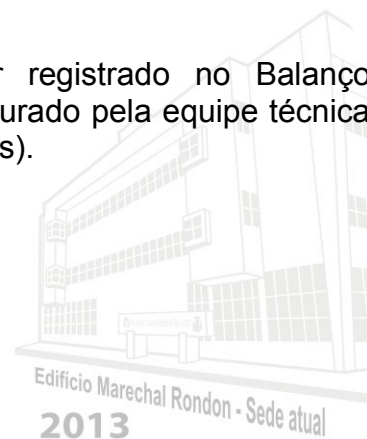 r registrado no Balanço
urado pela equipe técnica
s).
Edifício Marechal Rondon - Sede atual
2013